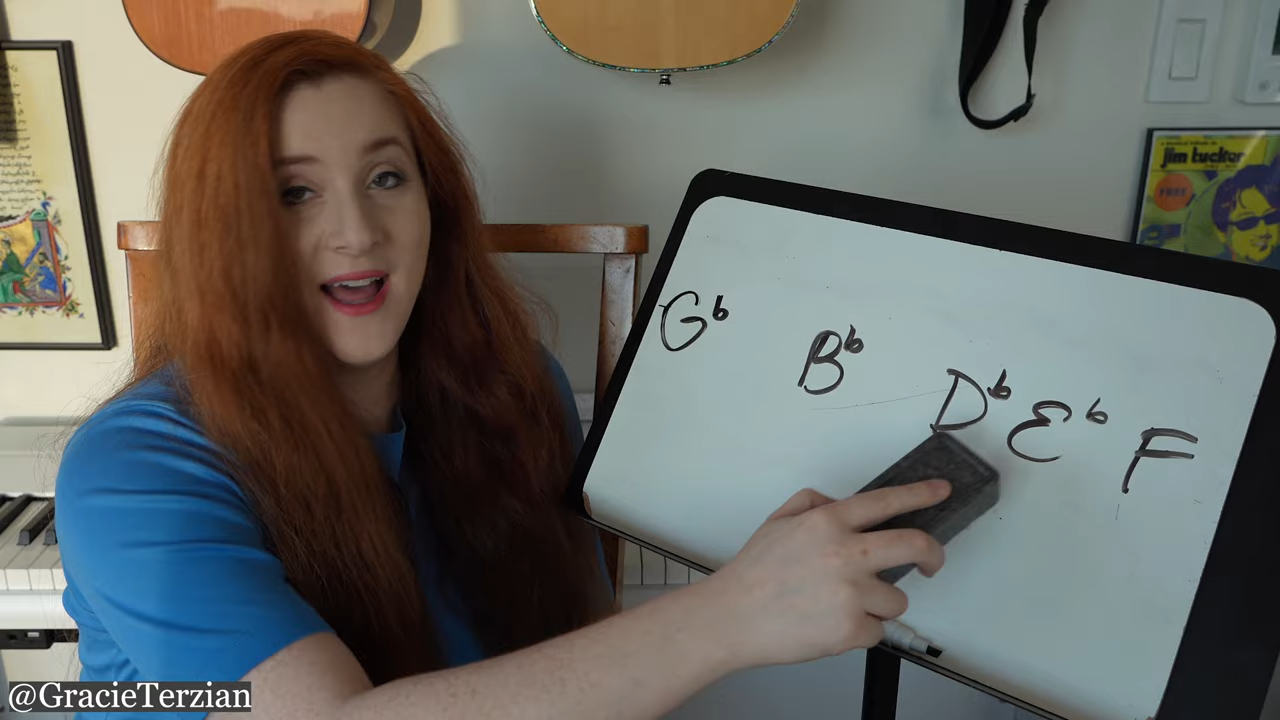 G♭ B♭ D♭ E♭ F
jim tucker
FREE
@GracieTerzian